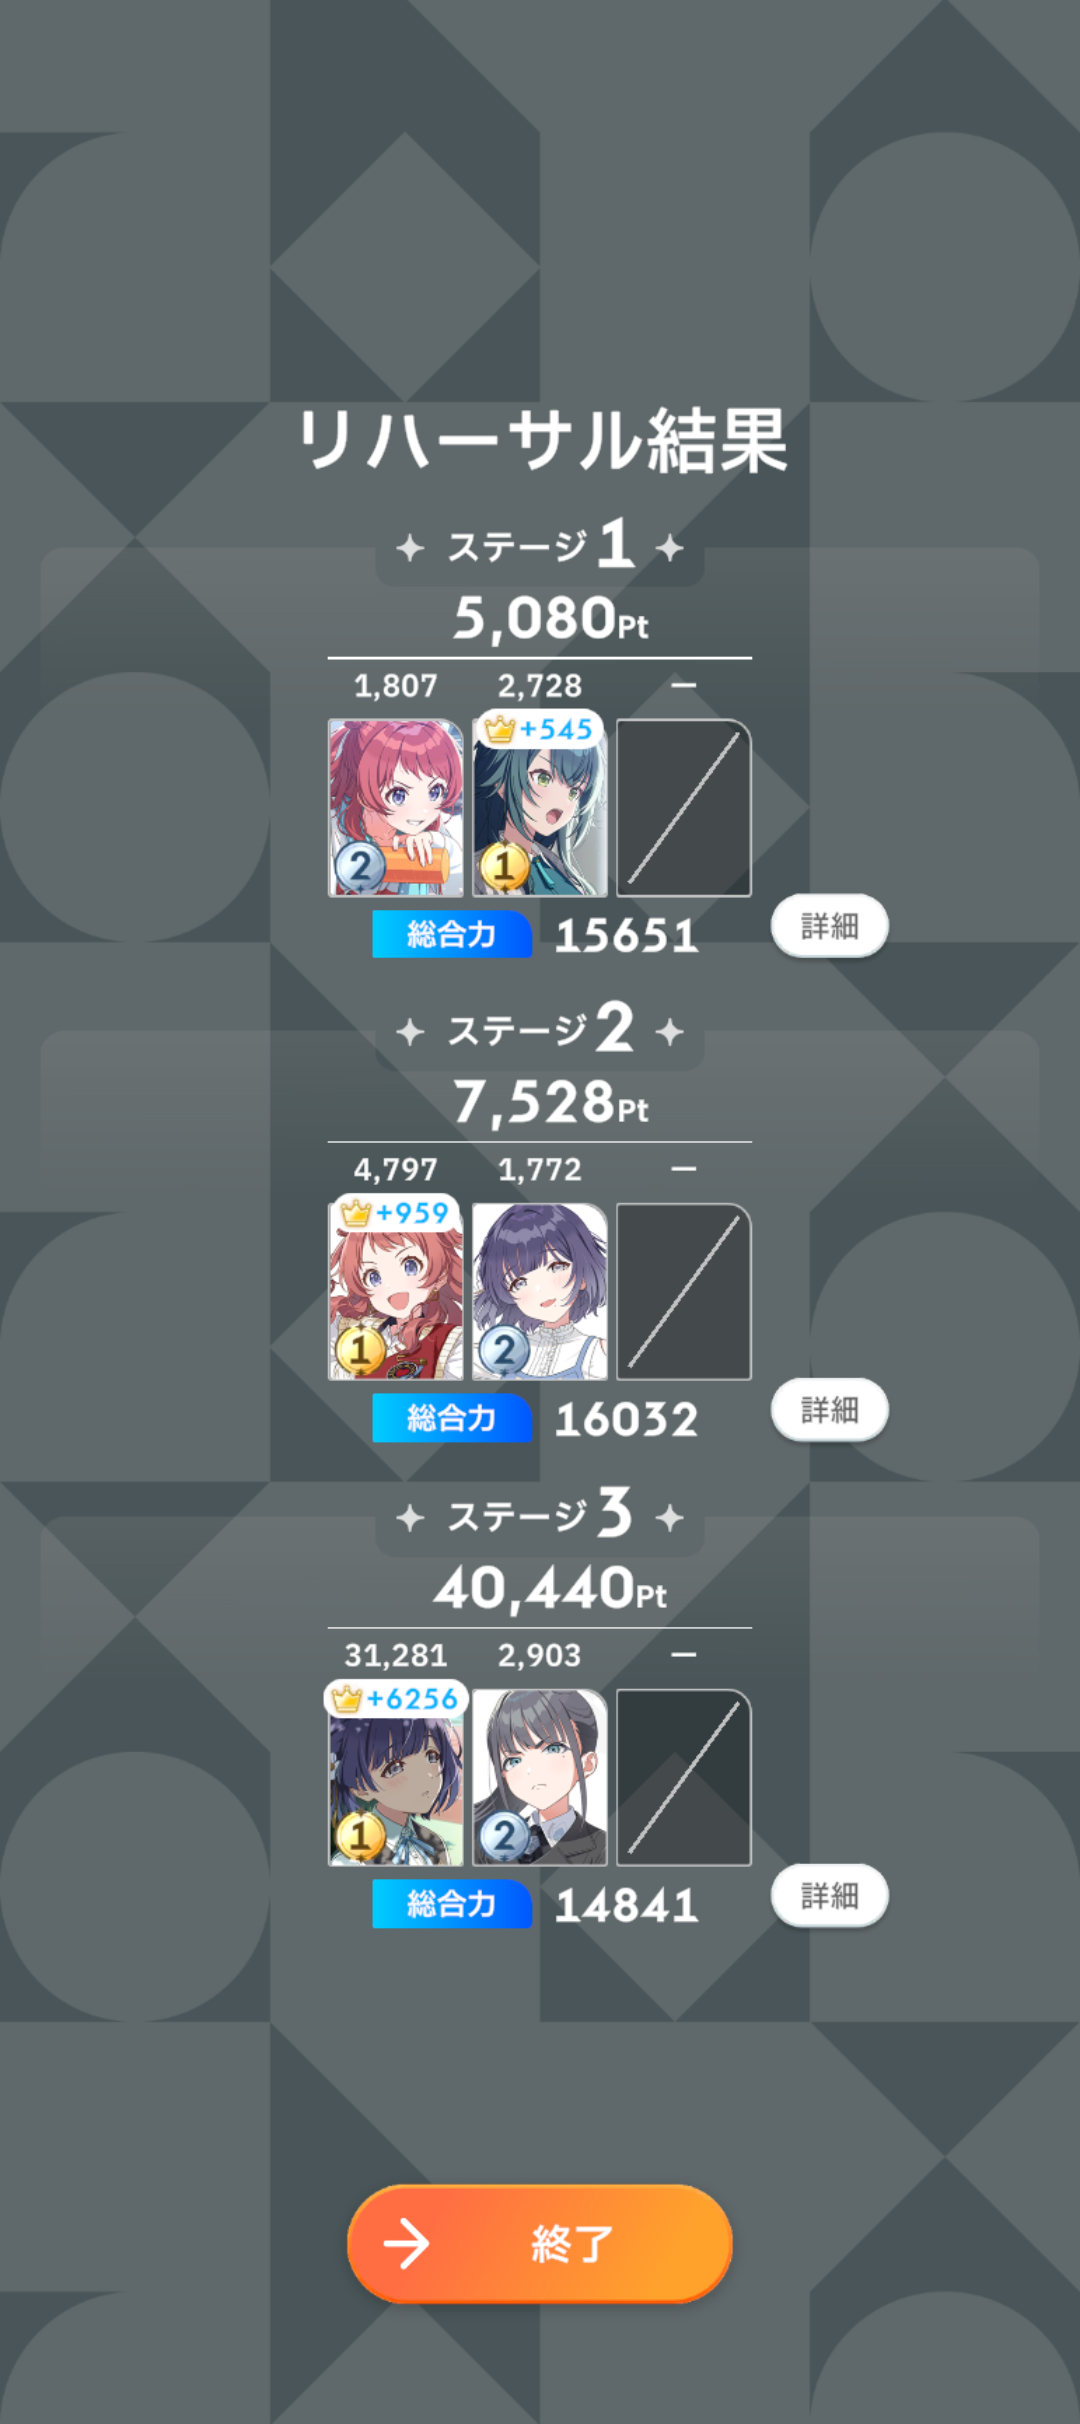 リハーサル結果
ステージ1
5,080Pt
1,807 2,728 ー
+545
2 1
総合力 15651 詳細
ステージ2
7,528Pt
4,797 1,772 ー
+959
1 2
総合力 16032 詳細
ステージ3
40,440Pt
31,281 2,903 ー
+6256
1 2
総合力 14841 詳細
終了